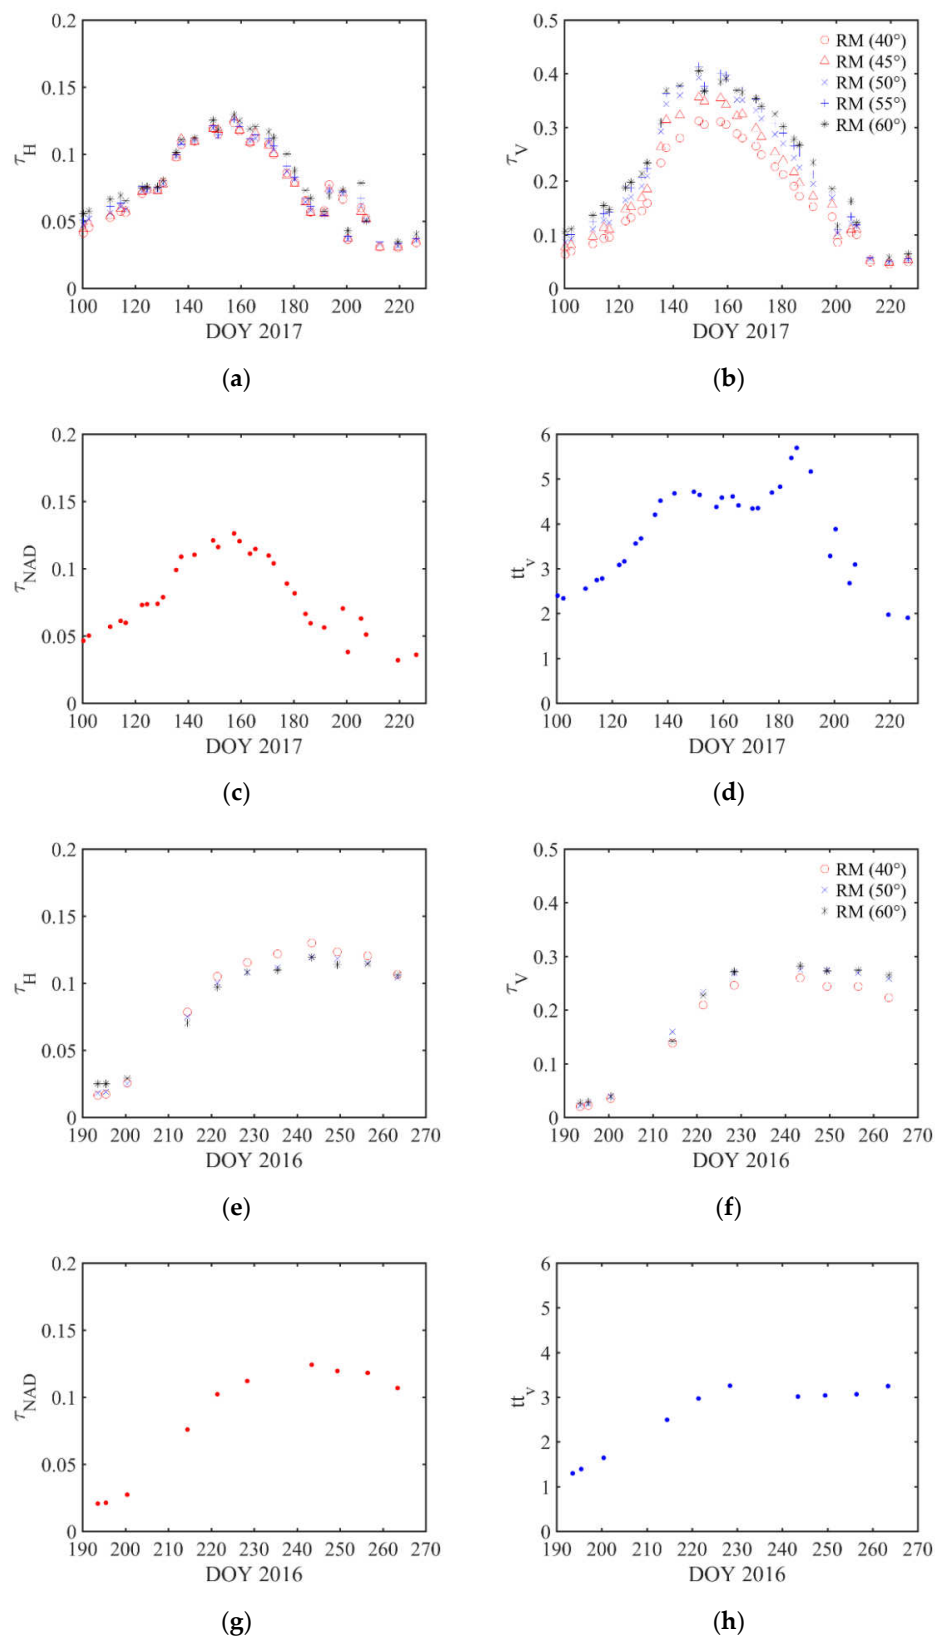 0.2
0.15
0.1
0.05
0
τH
100 120 140 160 180 200 220
DOY 2017
(a)
0.5
0.4
0.3
0.2
0.1
0
τV
RM (40°)
RM (45°)
RM (50°)
RM (55°)
RM (60°)
100 120 140 160 180 200 220
DOY 2017
(b)
0.2
0.15
0.1
0.05
0
τNAD
100 120 140 160 180 200 220
DOY 2017
(c)
6
5
4
3
2
1
0
ttv
100 120 140 160 180 200 220
DOY 2017
(d)
0.2
0.15
0.1
0.05
0
τH
190 200 210 220 230 240 250 260 270
DOY 2016
(e)
0.5
0.4
0.3
0.2
0.1
0
τV
RM (40°)
RM (50°)
RM (60°)
190 200 210 220 230 240 250 260 270
DOY 2016
(f)
0.2
0.15
0.1
0.05
0
τNAD
190 200 210 220 230 240 250 260 270
DOY 2016
(g)
6
5
4
3
2
1
0
ttv
190 200 210 220 230 240 250 260 270
DOY 2016
(h)